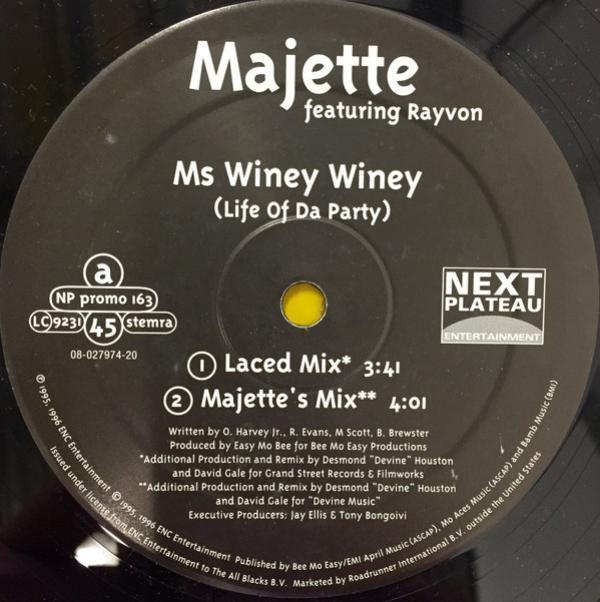 Majette
featuring Rayvon
Ms Winey Winey
(Life Of Da Party)
a
NP promo 163
LC9231 45 stemra
08-027974-20
NEXT
PLATEAU
ENTERTAINMENT
1 Laced Mix* 3:41
2 Majette's Mix** 4:01
Written by O. Harvey Jr., R. Evans, M Scott, B. Brewster
Produced by Easy Mo Bee for Bee Mo Easy Productions
*Additional Production and Remix by Desmond "Devine" Houston
and David Gale for Grand Street Records & Filmworks
**Additional Production and Remix by Desmond "Devine" Houston
and David Gale for "Devine Music"
Executive Producers: Jay Ellis & Tony Bongoivi
℗ 1995, 1996 ENC Entertainment © 1995, 1996 ENC Entertainment Published by Bee Mo Easy/EMI April Music (ASCAP), Mo Aces Music (ASCAP) and Bamb Music (BMI)
Issued under license from ENC Entertainment to The All Blacks B.V. Marketed by Roadrunner International B.V. outside the United States